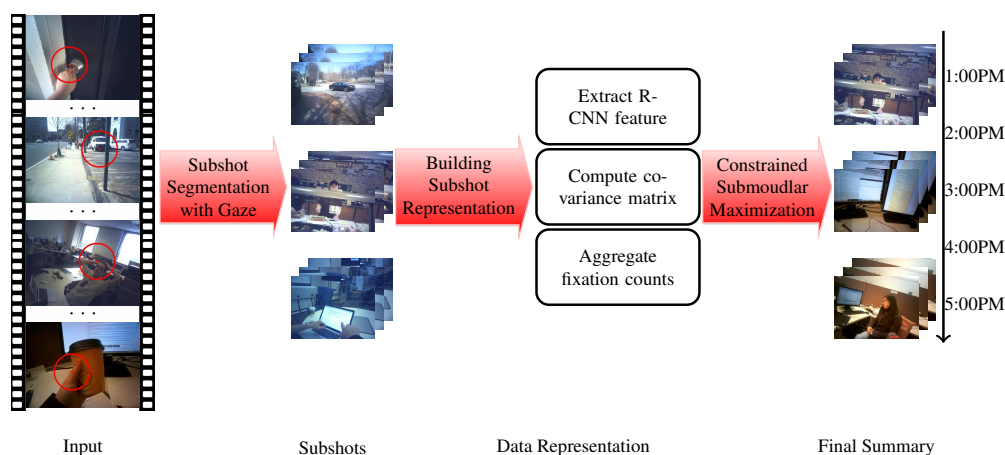 . . .
. . .
. . .
Subshot
Segmentation
with Gaze
Building
Subshot
Representation
Extract R-
CNN feature
Compute co-
variance matrix
Aggregate
fixation counts
Constrained
Submoudlar
Maximization
1:00PM
2:00PM
3:00PM
4:00PM
5:00PM
Input
Subshots
Data Representation
Final Summary